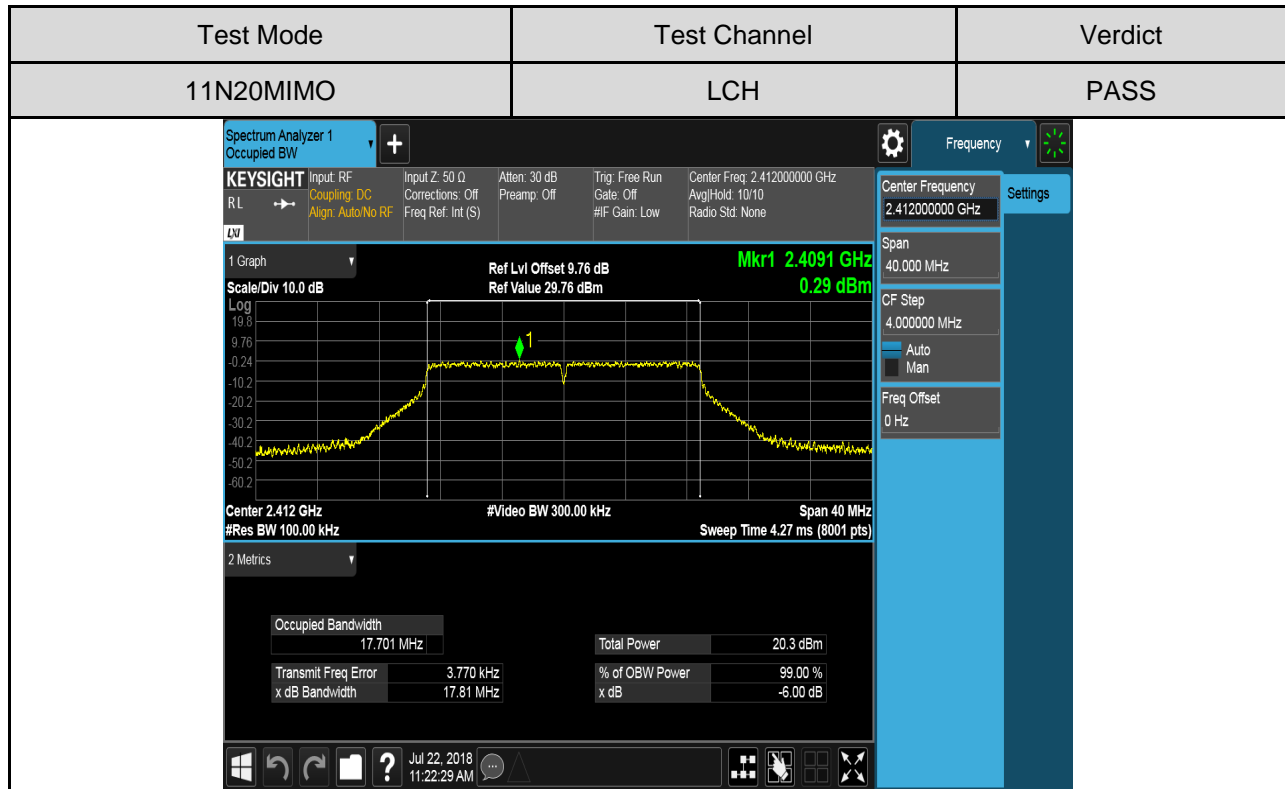 Test Mode Test Channel Verdict
11N20MIMO LCH PASS
Spectrum Analyzer 1
Occupied BW
+
Frequency
KEYSIGHT
RL
LXI
Input: RF
Coupling: DC
Align: Auto/No RF
Input Z: 50 Ω
Corrections: Off
Freq Ref: Int (S)
Atten: 30 dB
Preamp: Off
Trig: Free Run
Gate: Off
#IF Gain: Low
Center Freq: 2.412000000 GHz
Avg|Hold: 10/10
Radio Std: None
Center Frequency
2.412000000 GHz
Settings
Span
40.000 MHz
CF Step
4.000000 MHz
Auto
Man
Freq Offset
0 Hz
1 Graph
Scale/Div 10.0 dB
Ref Lvl Offset 9.76 dB
Ref Value 29.76 dBm
Mkr1 2.4091 GHz
0.29 dBm
Log
19.8
9.76
-0.24
-10.2
-20.2
-30.2
-40.2
-50.2
-60.2
1
Center 2.412 GHz #Video BW 300.00 kHz Span 40 MHz
#Res BW 100.00 kHz Sweep Time 4.27 ms (8001 pts)
2 Metrics
Occupied Bandwidth
17.701 MHz
Total Power 20.3 dBm
Transmit Freq Error 3.770 kHz % of OBW Power 99.00 %
x dB Bandwidth 17.81 MHz x dB -6.00 dB
?
Jul 22, 2018
11:22:29 AM